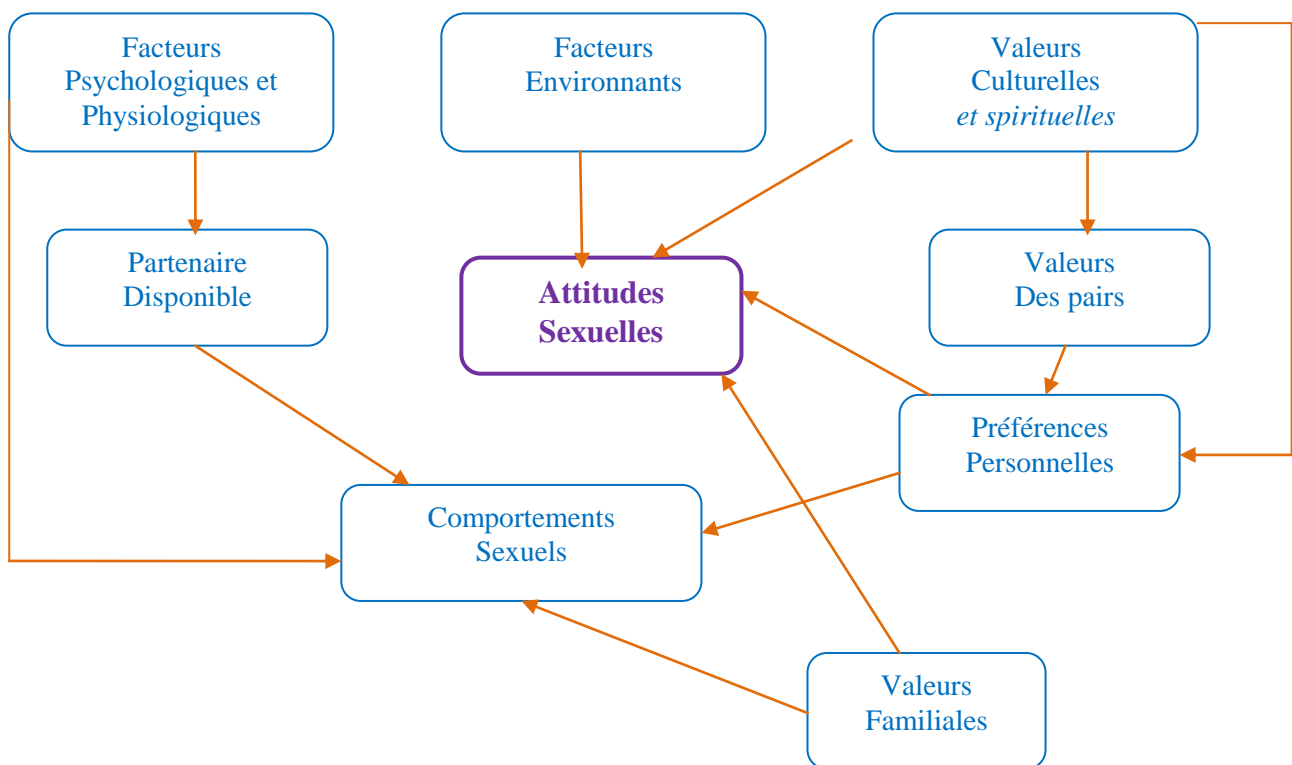 Facteurs
Psychologiques et
Physiologiques
Facteurs
Environnants
Valeurs
Culturelles
et spirituelles
Partenaire
Disponible
Attitudes
Sexuelles
Valeurs
Des pairs
Préférences
Personnelles
Comportements
Sexuels
Valeurs
Familiales